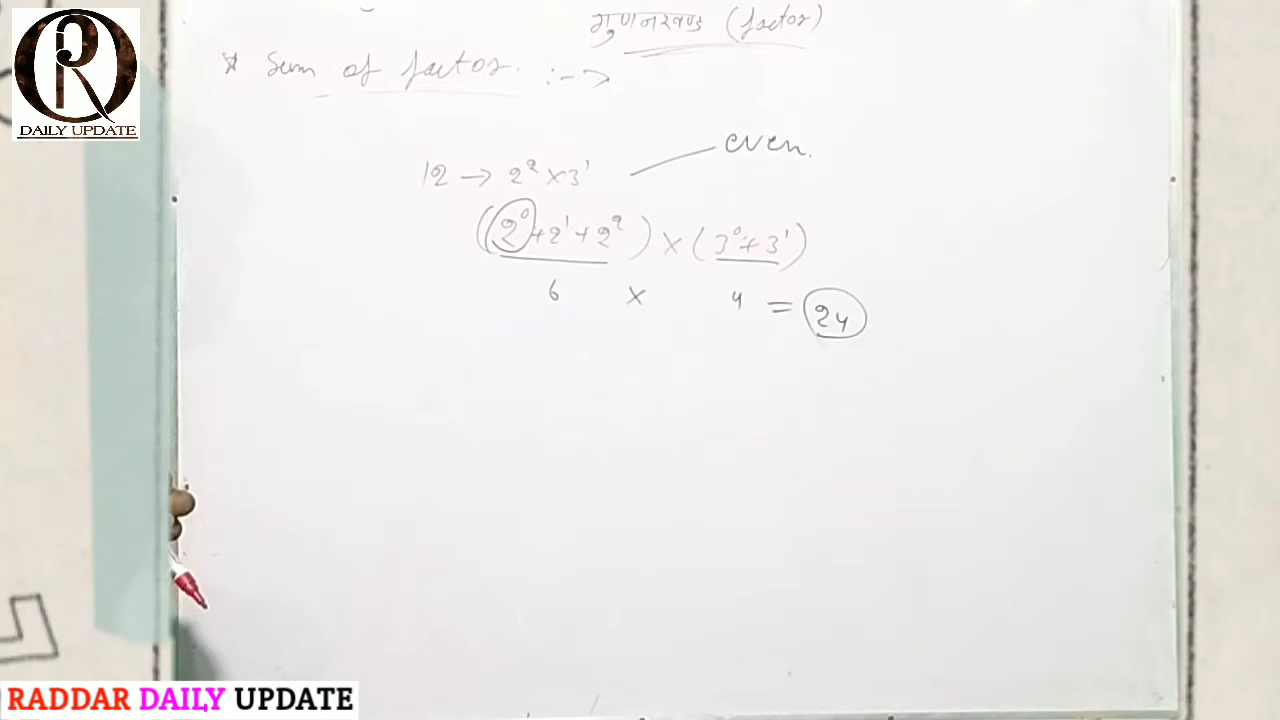 DAILY UPDATE
गुणनखण्ड (factor)
* Sum of factor. :->
even.
12 → 2² × 3¹
(2⁰ + 2¹ + 2²) × (3⁰ + 3¹)
6 × 4 = 24
RADDAR DAILY UPDATE